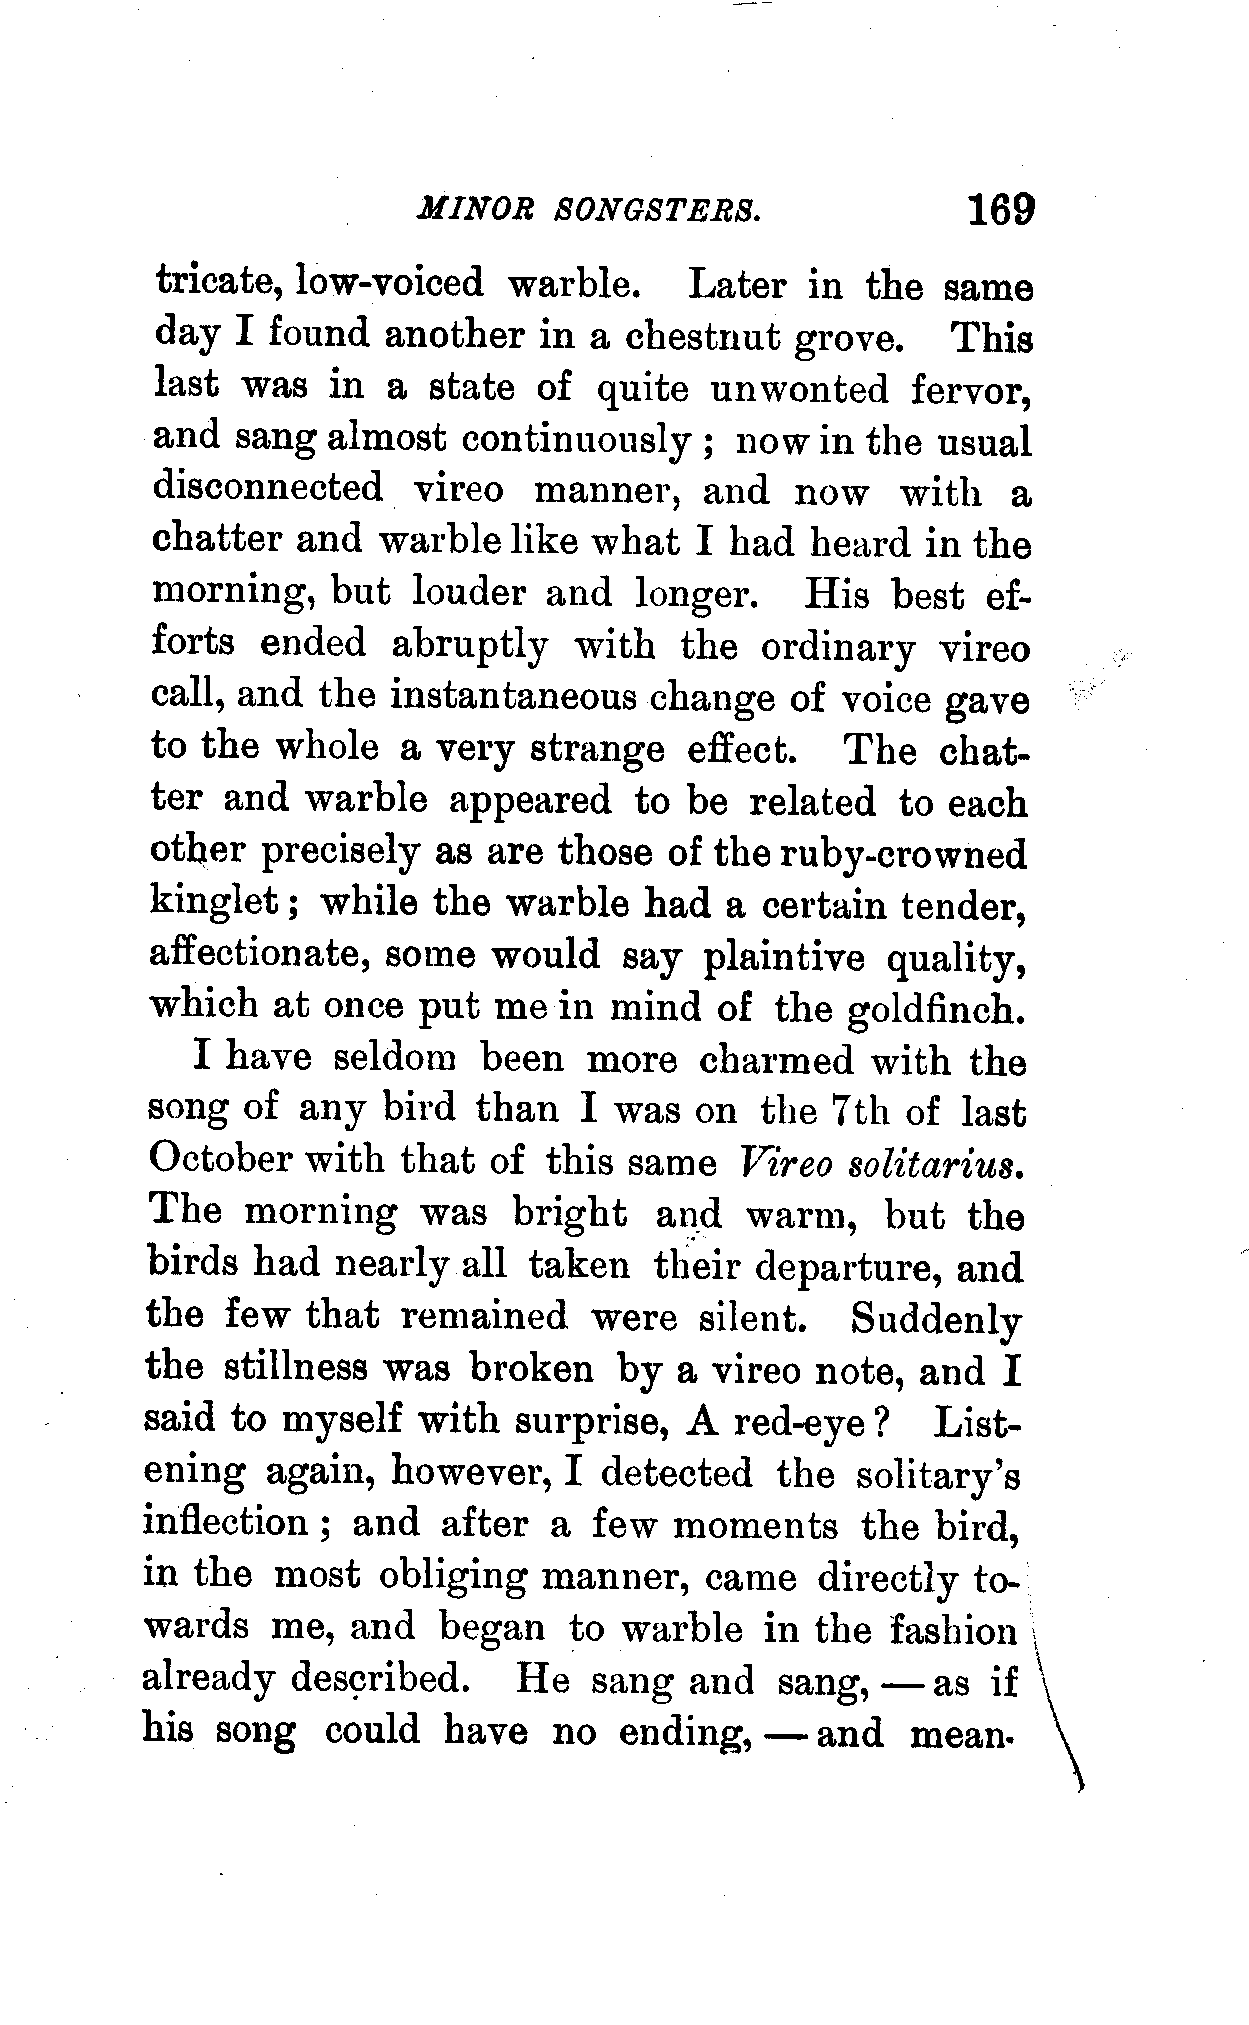 MINOR SONGSTERS. 169
tricate, low-voiced warble. Later in the same
day I found another in a chestnut grove. This
last was in a state of quite unwonted fervor,
and sang almost continuously ; now in the usual
disconnected vireo manner, and now with a
chatter and warble like what I had heard in the
morning, but louder and longer. His best ef-
forts ended abruptly with the ordinary vireo
call, and the instantaneous change of voice gave
to the whole a very strange effect. The chat-
ter and warble appeared to be related to each
other precisely as are those of the ruby-crowned
kinglet ; while the warble had a certain tender,
affectionate, some would say plaintive quality,
which at once put me in mind of the goldfinch.
I have seldom been more charmed with the
song of any bird than I was on the 7th of last
October with that of this same Vireo solitarius.
The morning was bright and warm, but the
birds had nearly all taken their departure, and
the few that remained were silent. Suddenly
the stillness was broken by a vireo note, and I
said to myself with surprise, A red-eye ? List-
ening again, however, I detected the solitary's
inflection ; and after a few moments the bird,
in the most obliging manner, came directly to-
wards me, and began to warble in the fashion
already described. He sang and sang, — as if
his song could have no ending, — and mean-